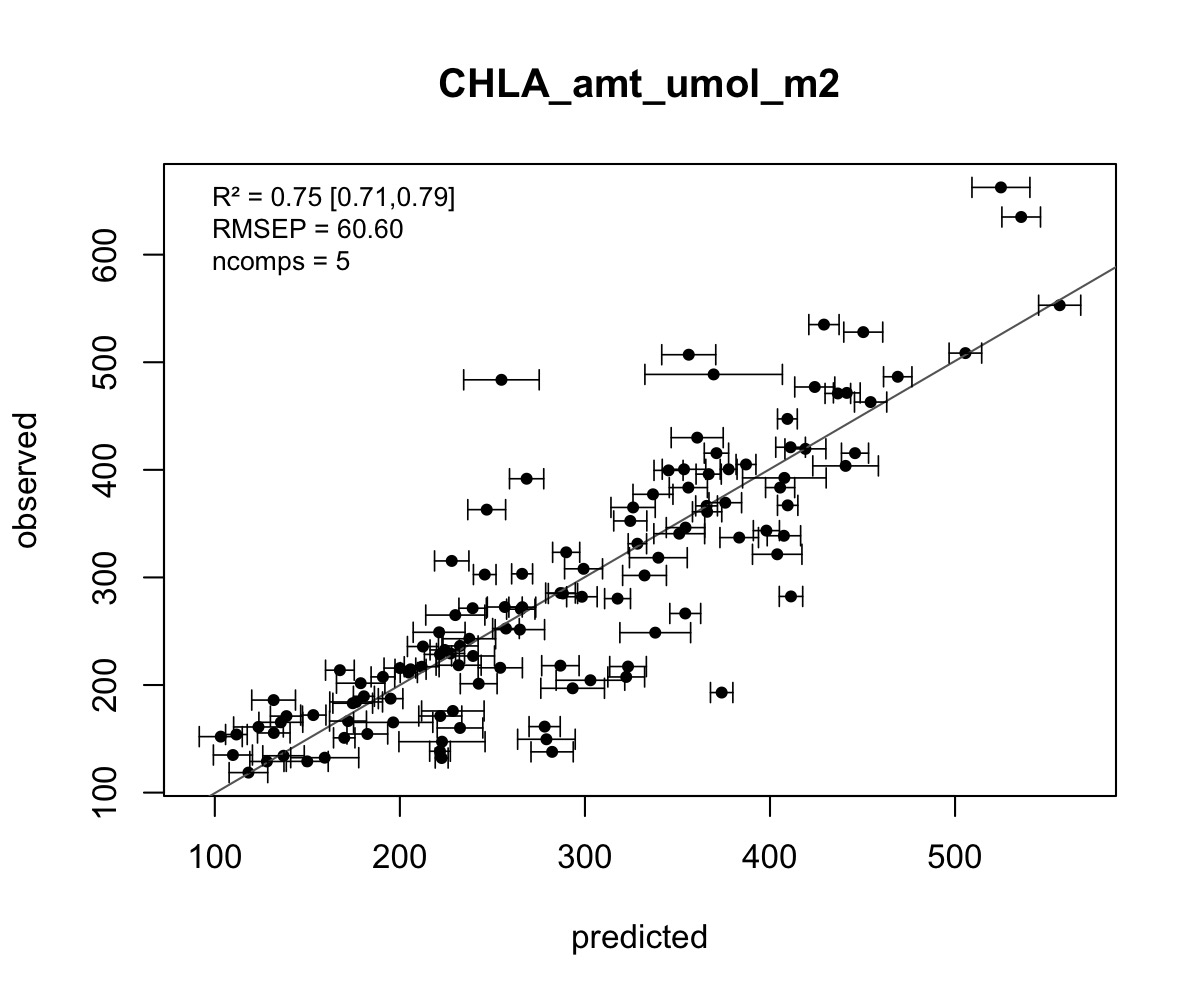 CHLA_amt_umol_m2
R² = 0.75 [0.71,0.79]
RMSEP = 60.60
ncomps = 5
observed
600
500
400
300
200
100
100 200 300 400 500
predicted